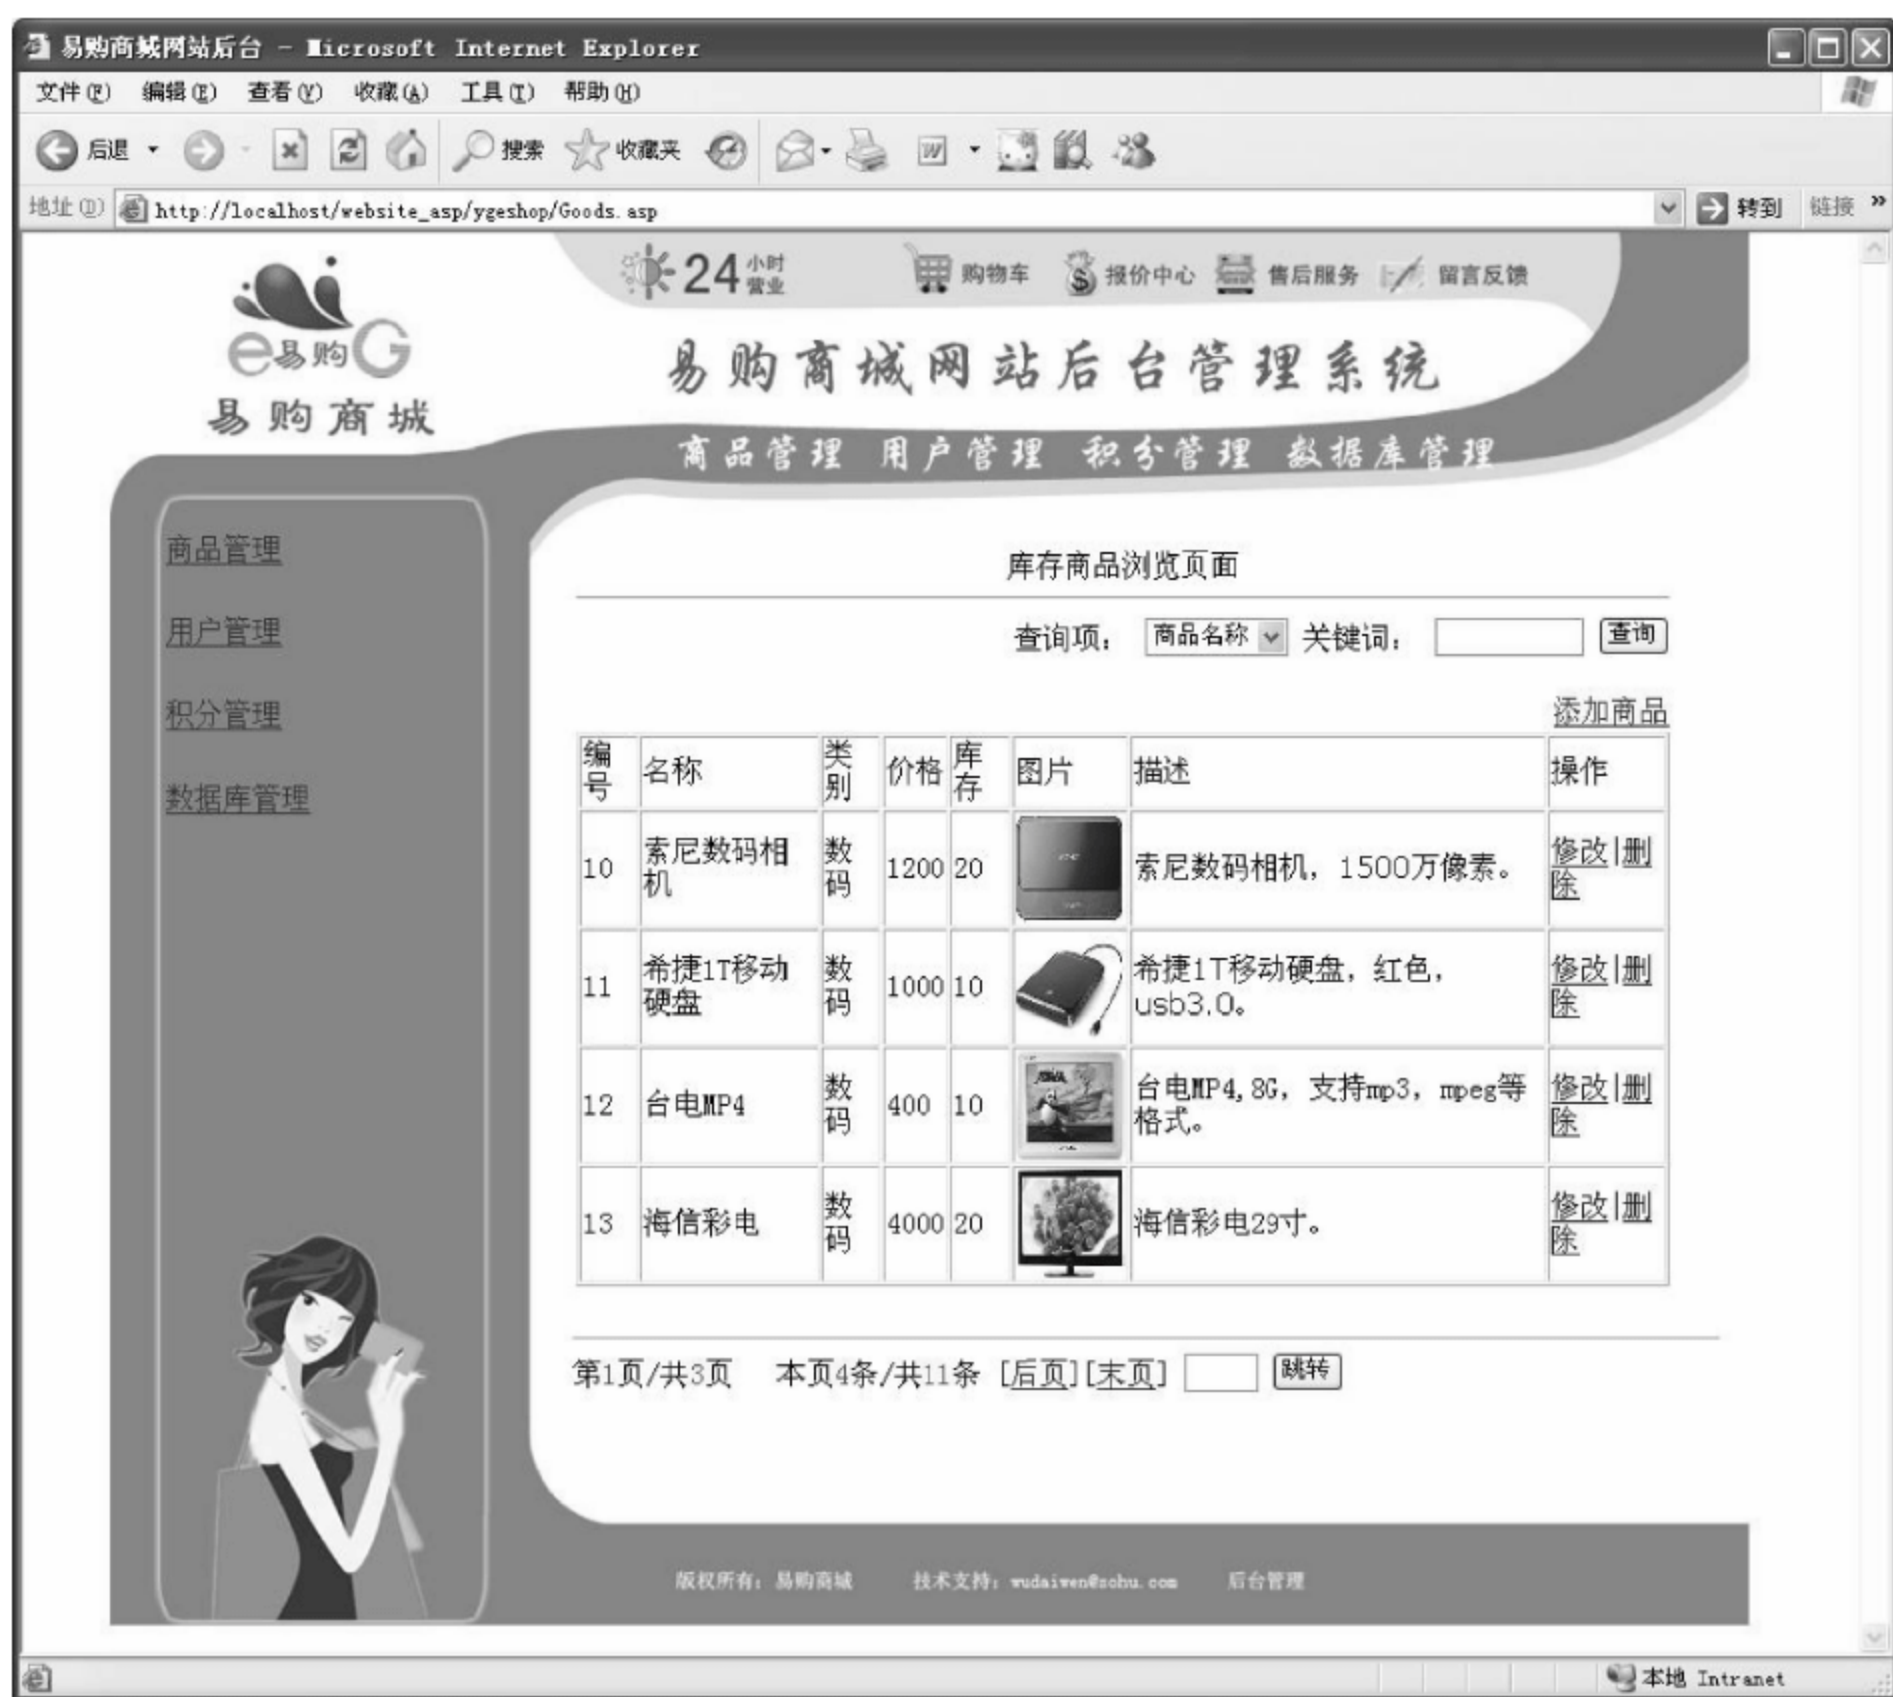 易购商城网站后台 - Microsoft Internet Explorer
文件(F) 编辑(E) 查看(V) 收藏(A) 工具(T) 帮助(H)
后退 搜索 收藏夹
地址(D) http://localhost/website_asp/ygeshop/Goods.asp 转到 链接 »
24 小时营业 购物车 报价中心 售后服务 留言反馈
e易购G
易购商城
易购商城网站后台管理系统
商品管理 用户管理 积分管理 数据库管理
商品管理
用户管理
积分管理
数据库管理
库存商品浏览页面
查询项: 商品名称 关键词: 查询
添加商品
编号 名称 类别 价格 库存 图片 描述 操作
10 索尼数码相机 数码 1200 20 索尼数码相机，1500万像素。 修改|删除
11 希捷1T移动硬盘 数码 1000 10 希捷1T移动硬盘，红色，usb3.0。 修改|删除
12 台电MP4 数码 400 10 台电MP4,8G，支持mp3，mpeg等格式。 修改|删除
13 海信彩电 数码 4000 20 海信彩电29寸。 修改|删除
第1页/共3页 本页4条/共11条 [后页][末页] 跳转
版权所有: 易购商城 技术支持: wudaiwen@sohu.com 后台管理
本地 Intranet